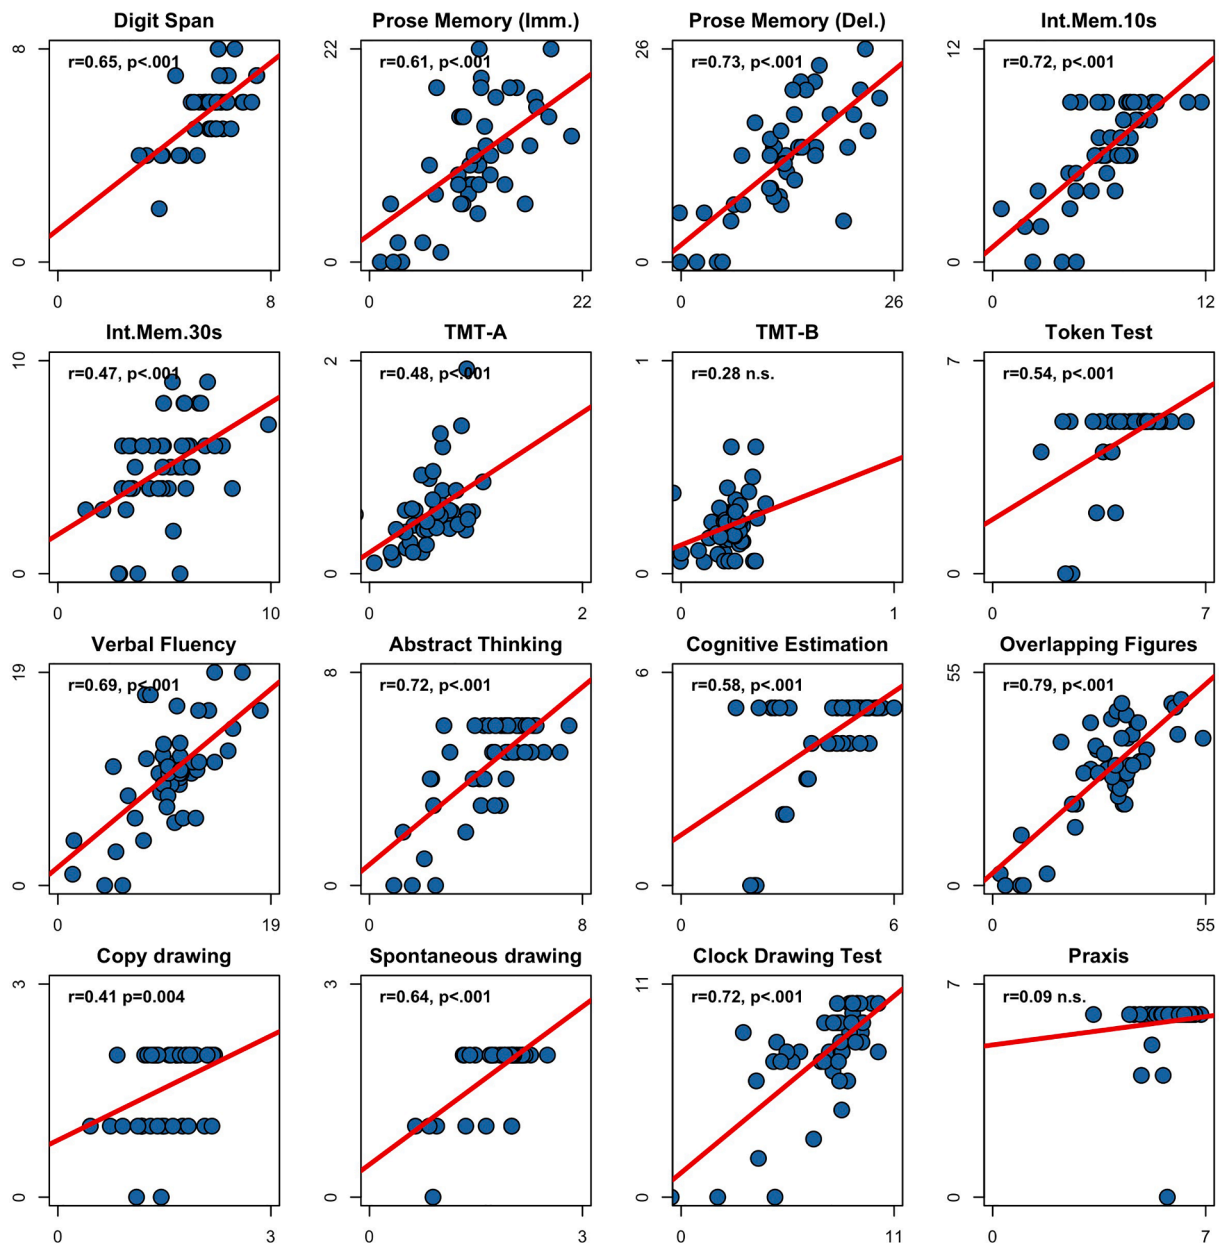 Digit Span
r=0.65, p<.001
8
0
0
8
Prose Memory (Imm.)
r=0.61, p<.001
22
0
0
22
Prose Memory (Del.)
r=0.73, p<.001
26
0
0
26
Int.Mem.10s
r=0.72, p<.001
12
0
0
12
Int.Mem.30s
r=0.47, p<.001
10
0
0
10
TMT-A
r=0.48, p<.001
2
0
0
2
TMT-B
r=0.28 n.s.
1
0
0
1
Token Test
r=0.54, p<.001
7
0
0
7
Verbal Fluency
r=0.69, p<.001
19
0
0
19
Abstract Thinking
r=0.72, p<.001
8
0
0
8
Cognitive Estimation
r=0.58, p<.001
6
0
0
6
Overlapping Figures
r=0.79, p<.001
55
0
0
55
Copy drawing
r=0.41 p=0.004
3
0
0
3
Spontaneous drawing
r=0.64, p<.001
3
0
0
3
Clock Drawing Test
r=0.72, p<.001
11
0
0
11
Praxis
r=0.09 n.s.
7
0
0
7